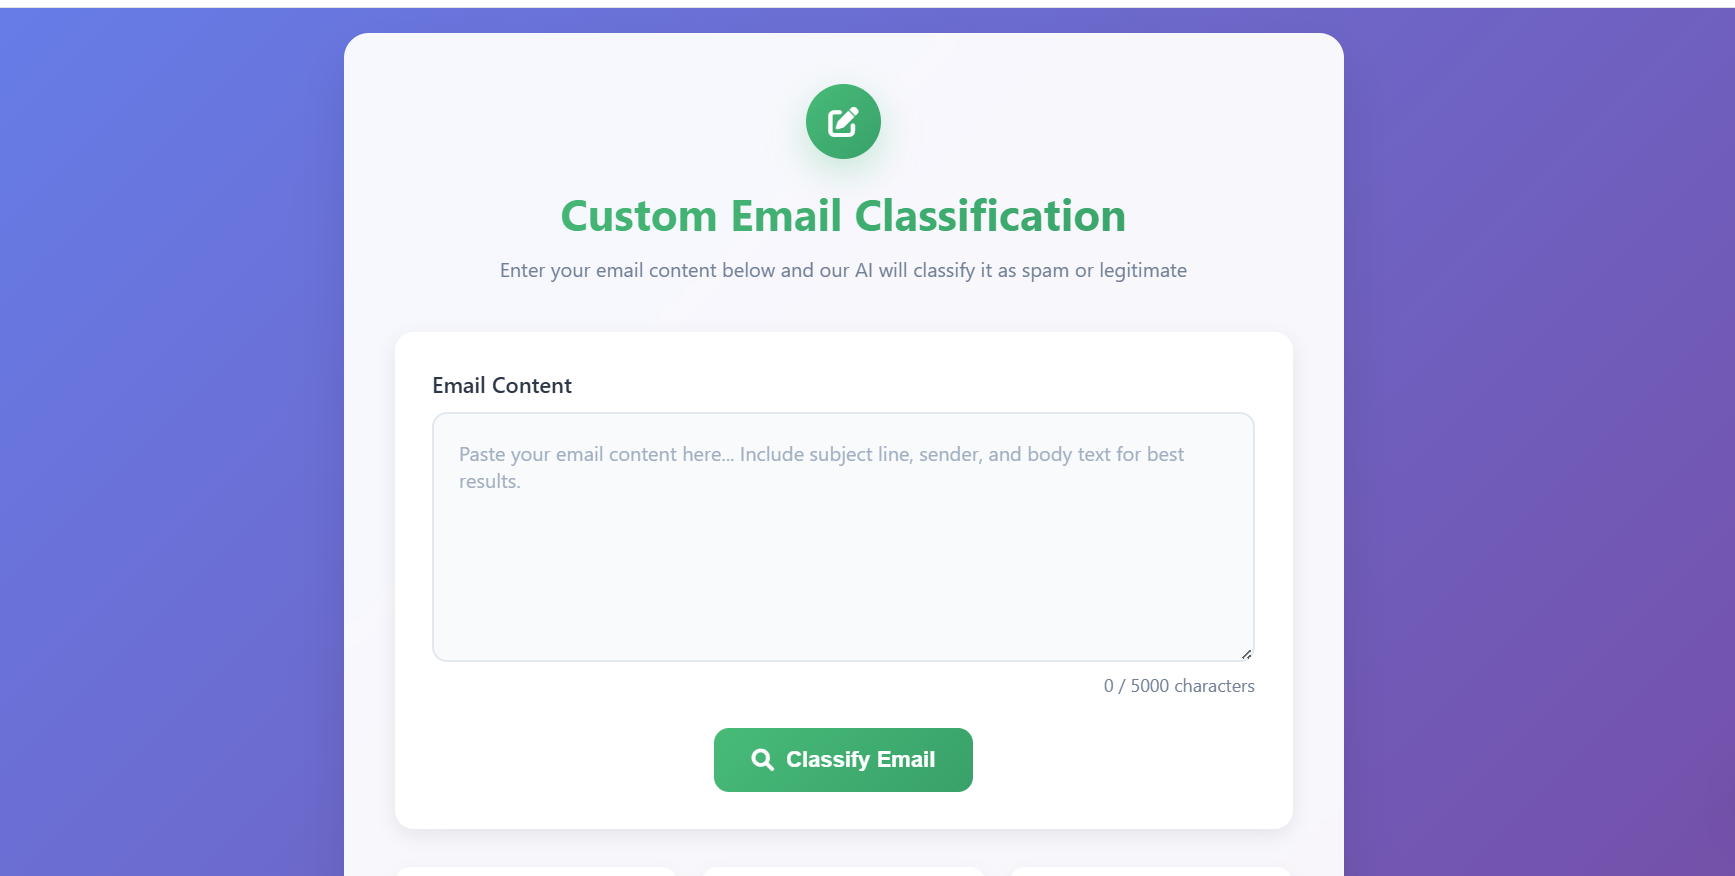 Custom Email Classification
Enter your email content below and our AI will classify it as spam or legitimate
Email Content
Paste your email content here... Include subject line, sender, and body text for best
results.
0 / 5000 characters
Classify Email